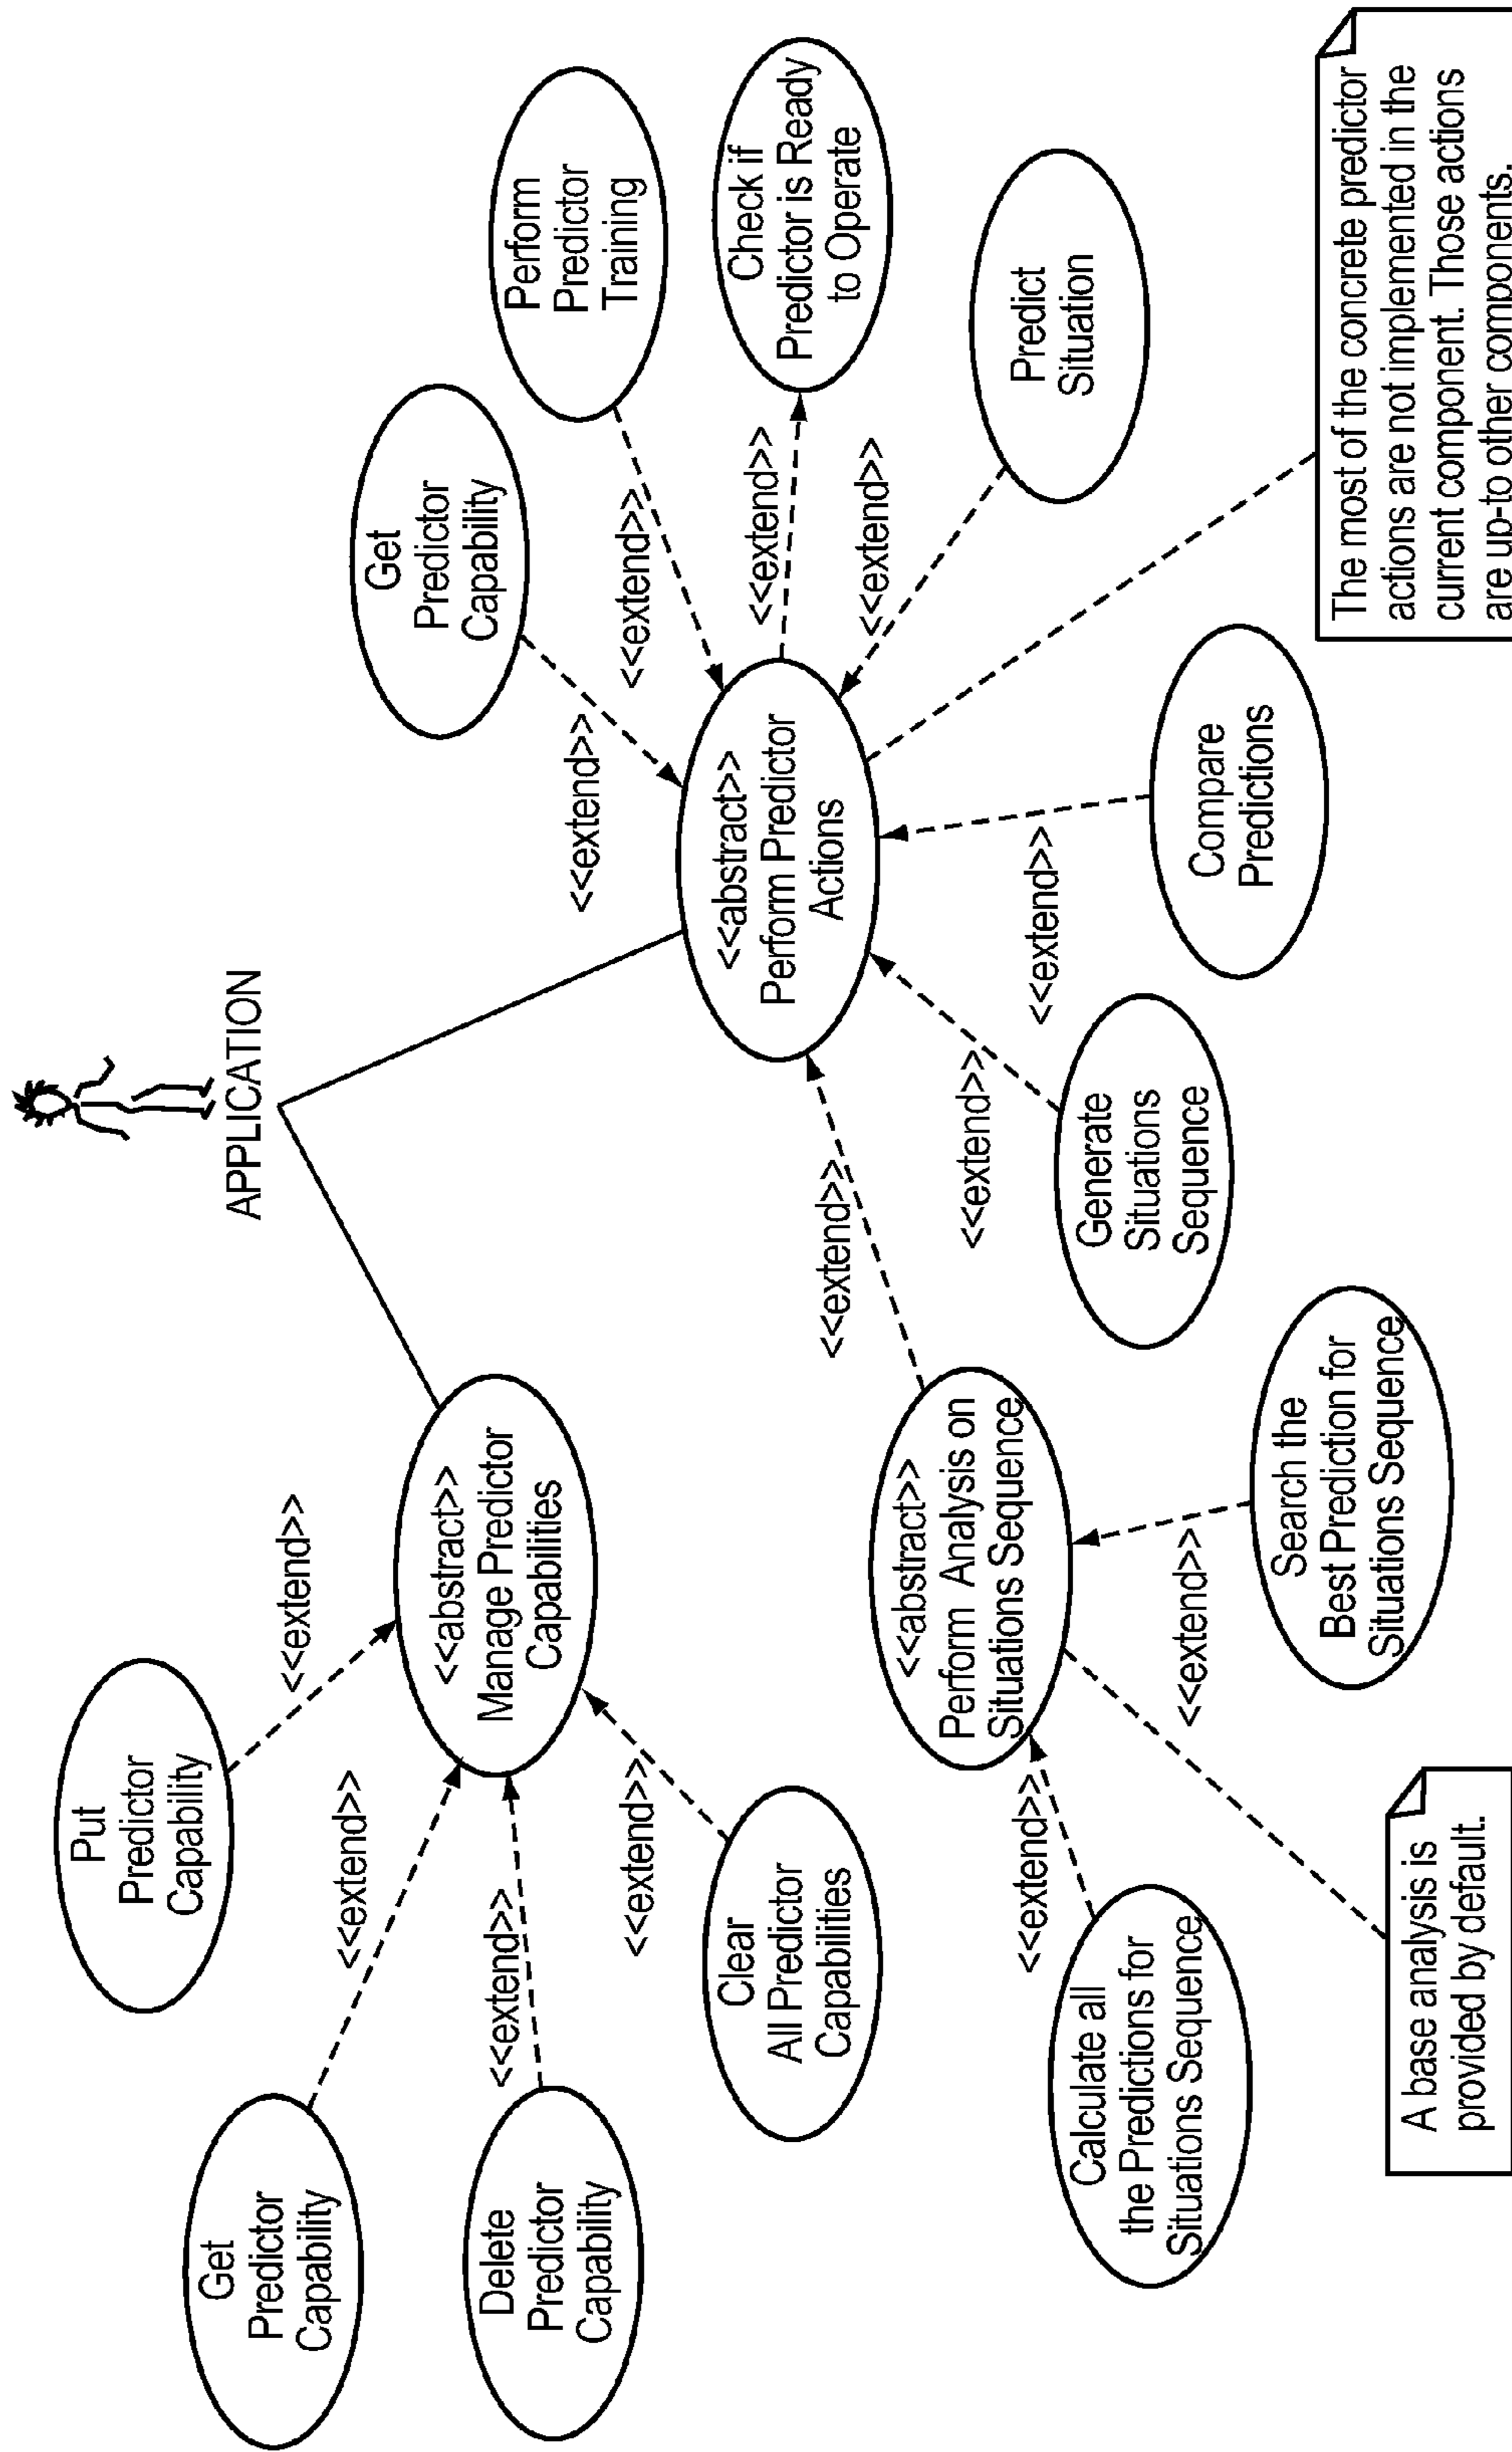 APPLICATION
Put
Predictor
Capability
<<extend>>
Get
Predictor
Capability
<<extend>>
Delete
Predictor
Capability
<<extend>>
Clear
All Predictor
Capabilities
<<extend>>
<<abstract>>
Manage Predictor
Capabilities
Get
Predictor
Capability
<<extend>>
Perform
Predictor
Training
<<extend>>
Check if
Predictor is Ready
to Operate
<<extend>>
Predict
Situation
<<extend>>
<<abstract>>
Perform Predictor
Actions
Compare
Predictions
<<extend>>
Generate
Situations
Sequence
<<extend>>
<<extend>>
<<abstract>>
Perform Analysis on
Situations Sequence
Calculate all
the Predictions for
Situations Sequence
<<extend>>
Search the
Best Prediction for
Situations Sequence
<<extend>>
A base analysis is
provided by default.
The most of the concrete predictor
actions are not implemented in the
current component. Those actions
are up-to other components.